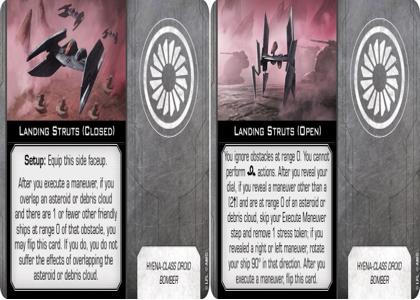 LANDING STRUTS (CLOSED)
Setup: Equip this side faceup.
After you execute a maneuver, if you
overlap an asteroid or debris cloud
and there are 1 or fewer other friendly
ships at range 0 of that obstacle, you
may flip this card. If you do, you do not
suffer the effects of overlapping the
asteroid or debris cloud.
HYENA-CLASS DROID
BOMBER
LANDING STRUTS (OPEN)
You ignore obstacles at range 0. You cannot
perform actions. After you reveal your
dial, if you reveal a maneuver other than a
and are at range 0 of an asteroid or
debris cloud, skip your Execute Maneuver
step and remove 1 stress token; if you
revealed a right or left maneuver, rotate
your ship 90° in that direction. After you
execute a maneuver, flip this card.
HYENA-CLASS DROID
BOMBER